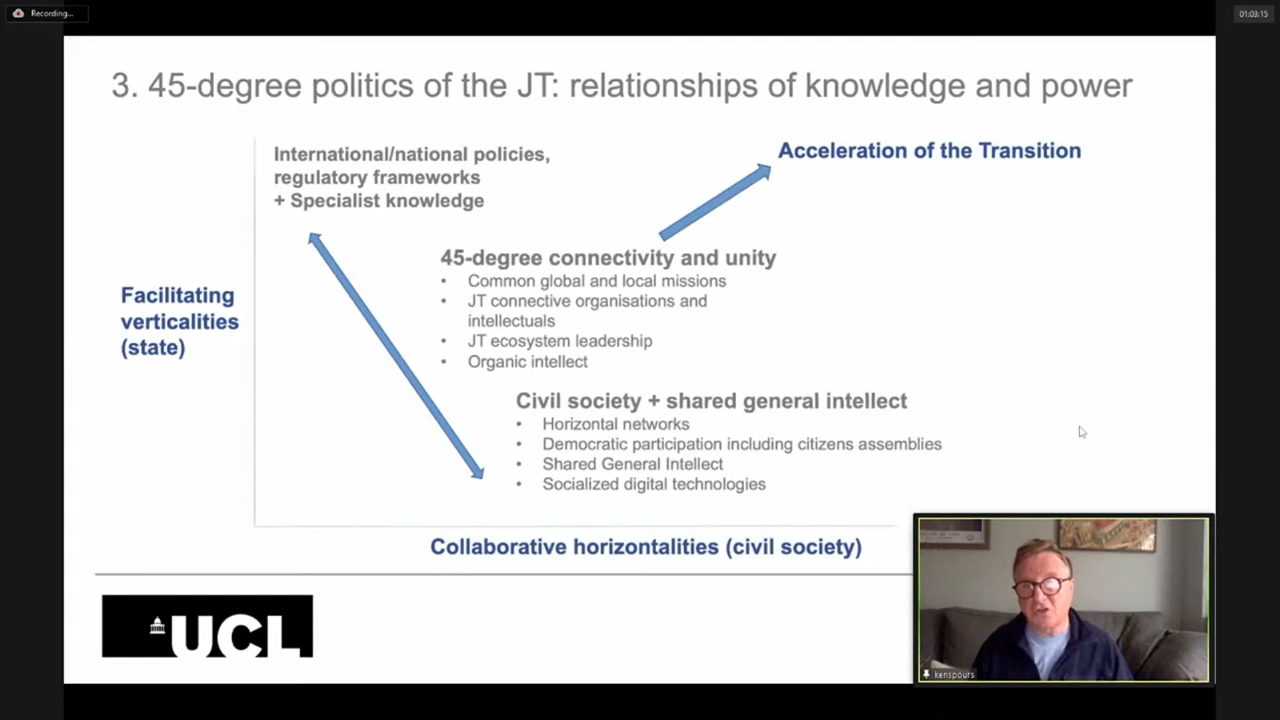 Recording...
01:03:15
3. 45-degree politics of the JT: relationships of knowledge and power
International/national policies,
regulatory frameworks
+ Specialist knowledge
Acceleration of the Transition
45-degree connectivity and unity
• Common global and local missions
• JT connective organisations and
intellectuals
• JT ecosystem leadership
• Organic intellect
Facilitating
verticalities
(state)
Civil society + shared general intellect
• Horizontal networks
• Democratic participation including citizens assemblies
• Shared General Intellect
• Socialized digital technologies
Collaborative horizontalities (civil society)
UCL
kenspours